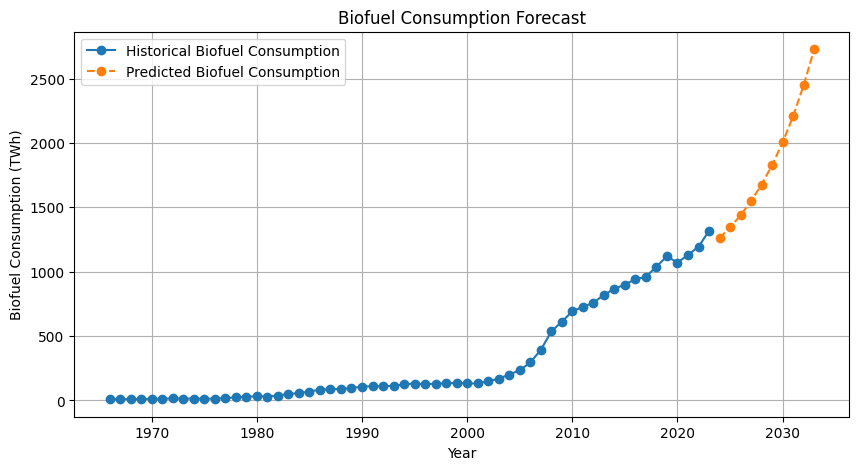 Biofuel Consumption Forecast
Historical Biofuel Consumption
Predicted Biofuel Consumption
2500
2000
1500
1000
500
0
Biofuel Consumption (TWh)
1970 1980 1990 2000 2010 2020 2030
Year